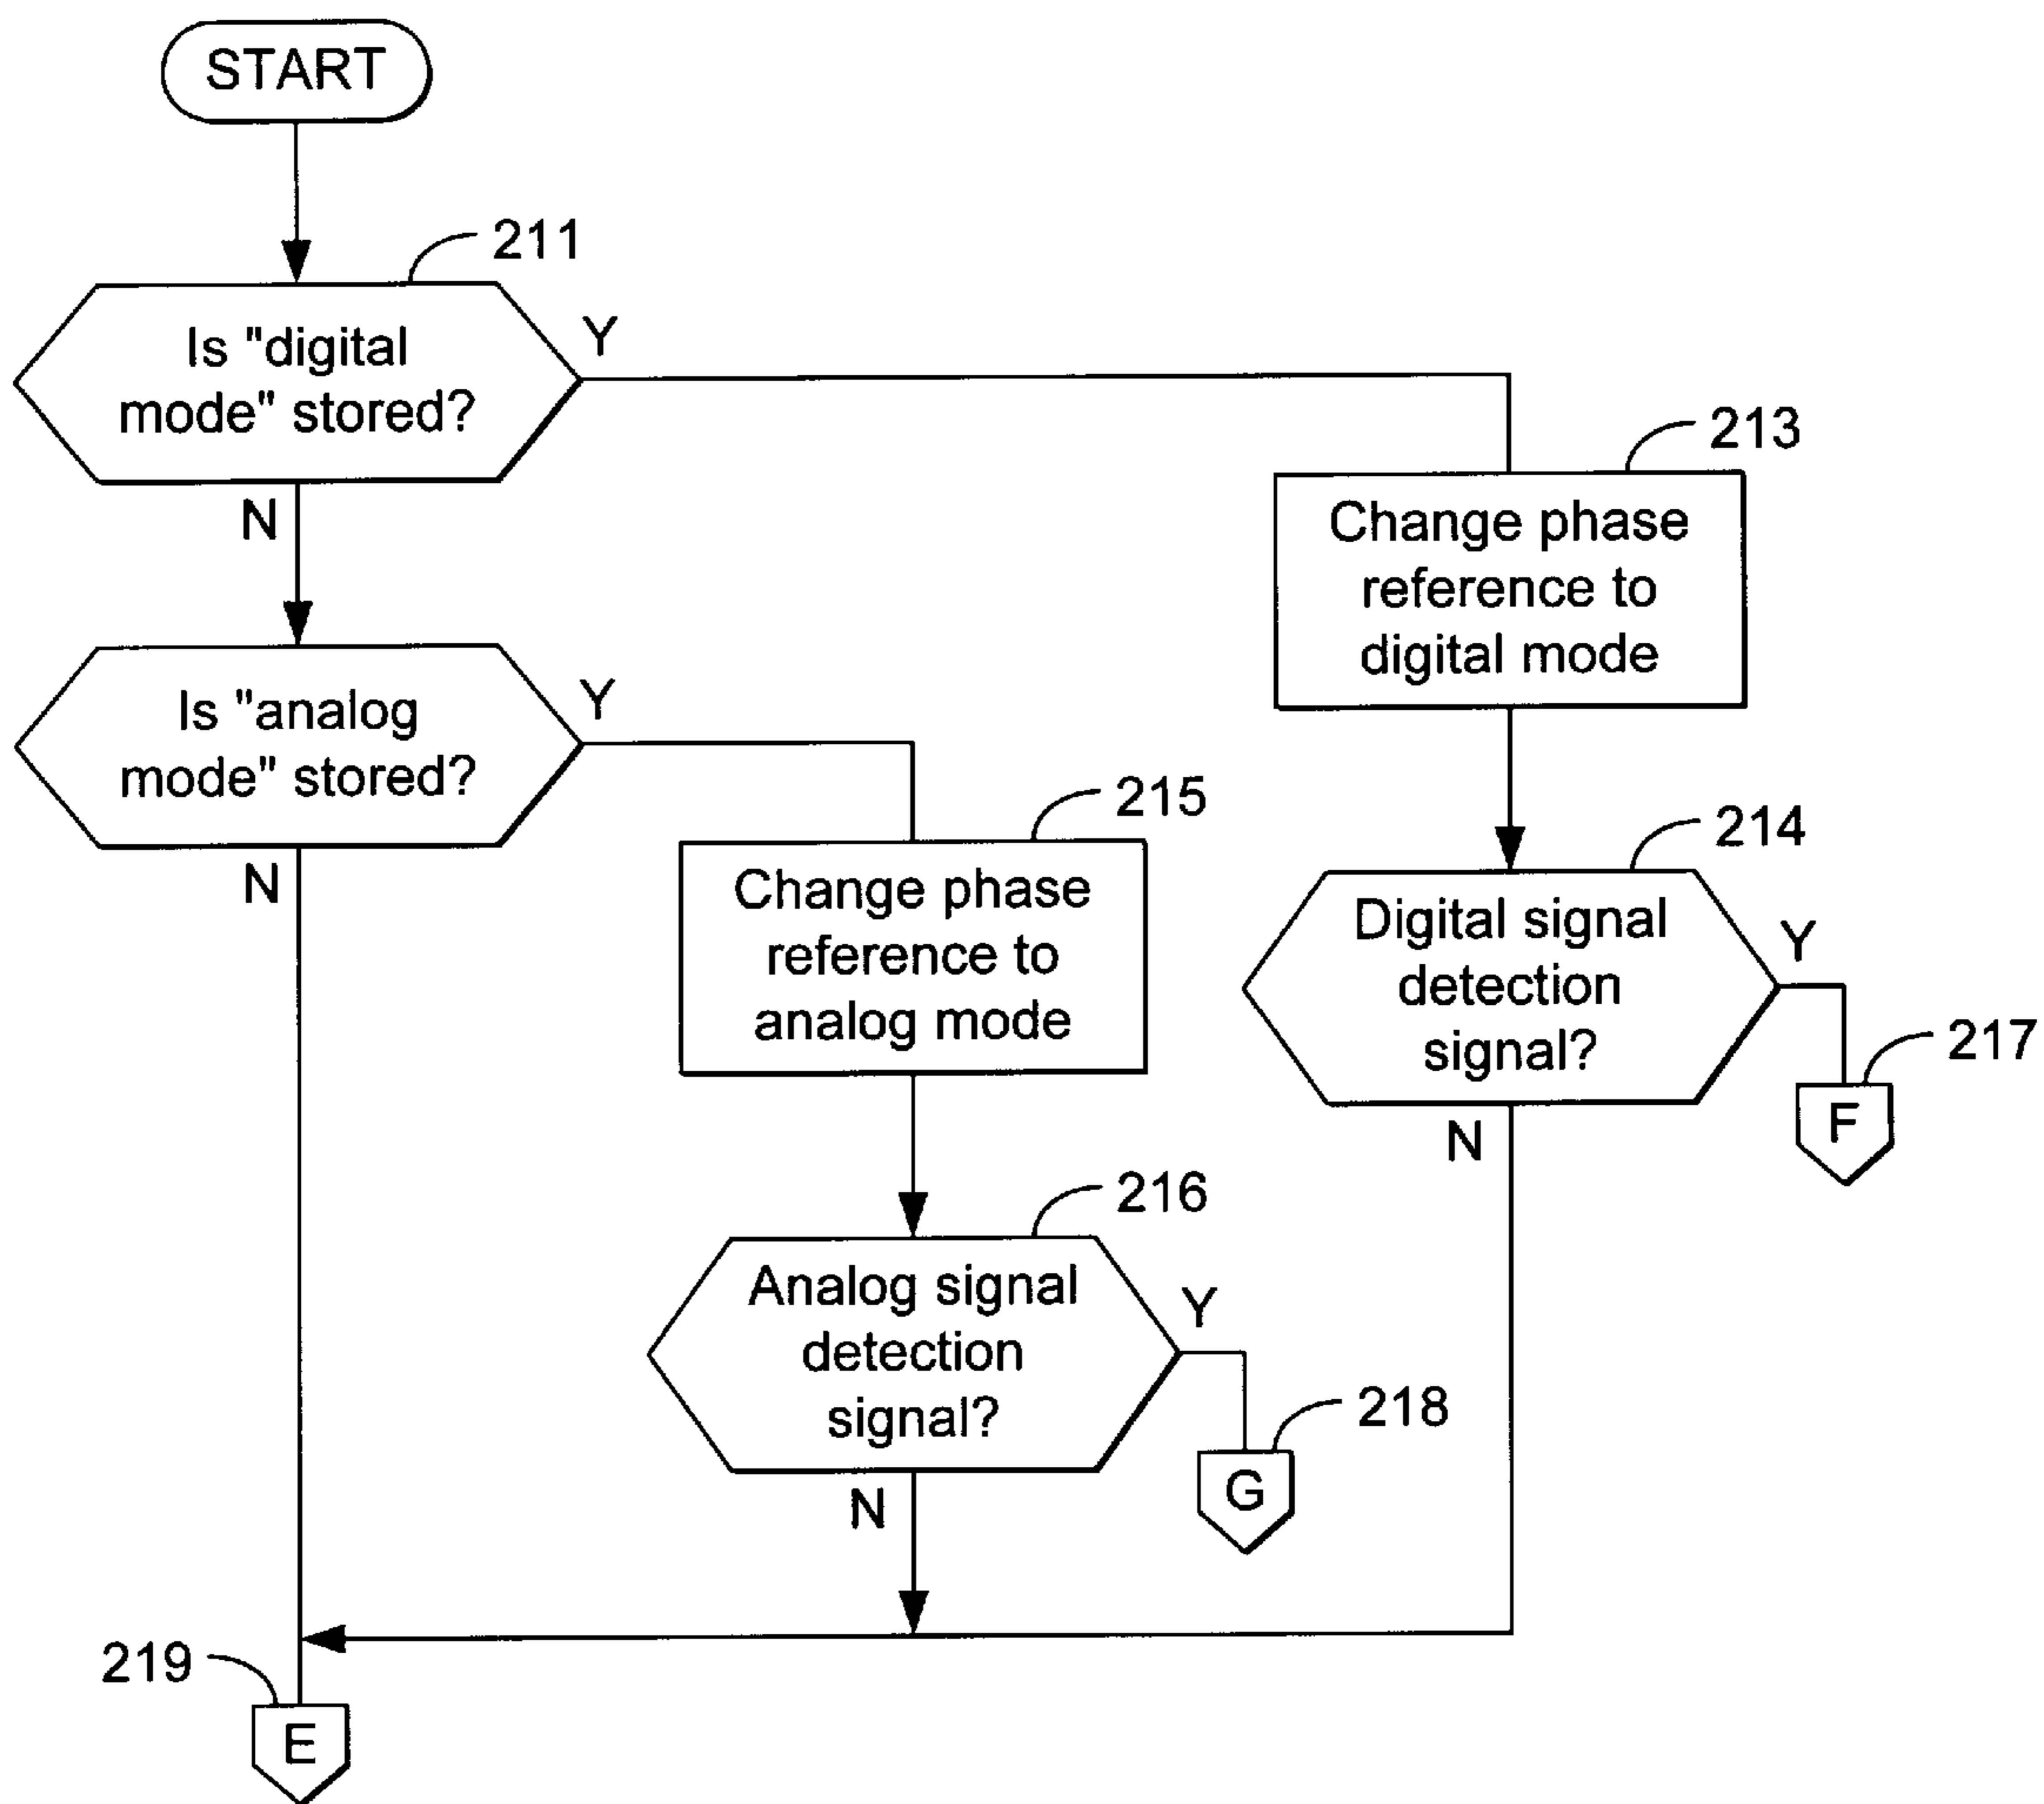 START
211
Is "digital
mode" stored?
Y
N
213
Change phase
reference to
digital mode
Is "analog
mode" stored?
Y
N
215
Change phase
reference to
analog mode
214
Digital signal
detection
signal?
Y
N
217
F
216
Analog signal
detection
signal?
Y
N
218
G
219
E